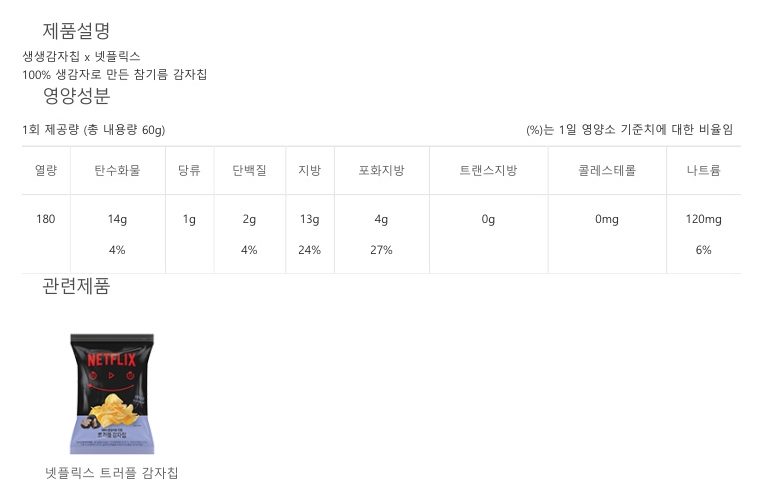 제품설명
생생감자칩 x 넷플릭스
100% 생감자로 만든 참기름 감자칩
영양성분
1회 제공량 (총 내용량 60g)
(%)는 1일 영양소 기준치에 대한 비율임
열량 탄수화물 당류 단백질 지방 포화지방 트랜스지방 콜레스테롤 나트륨
180 14g 1g 2g 13g 4g 0g 0mg 120mg
4% 4% 24% 27% 6%
관련제품
NETFLIX
트러플감자칩
넷플릭스 트러플 감자칩